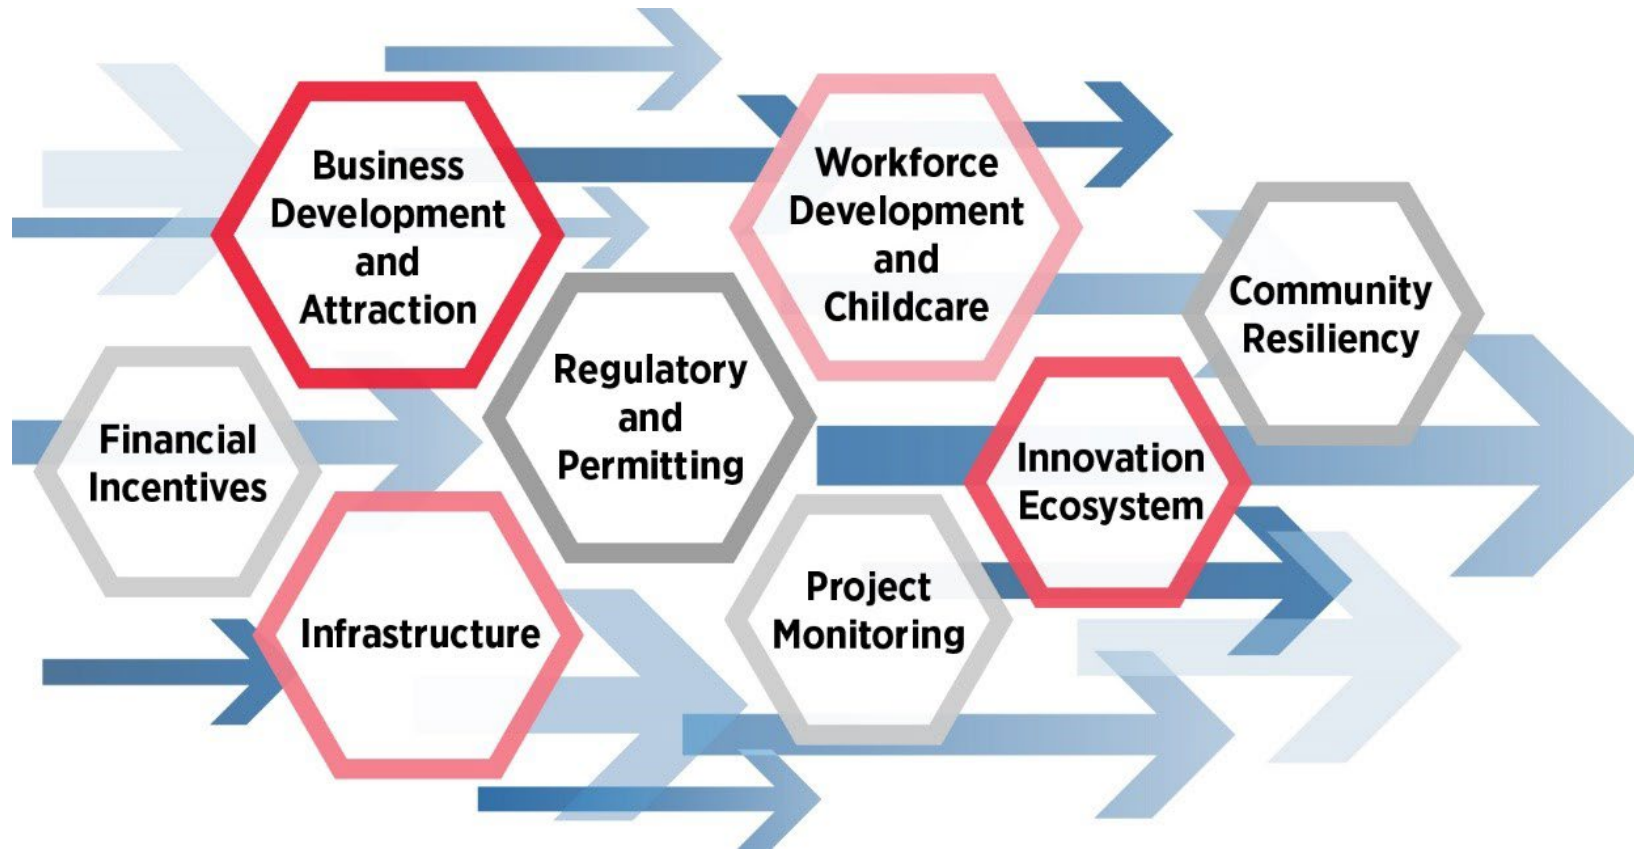 Business
Development
and
Attraction
Workforce
Development
and
Childcare
Community
Resiliency
Financial
Incentives
Regulatory
and
Permitting
Innovation
Ecosystem
Infrastructure
Project
Monitoring